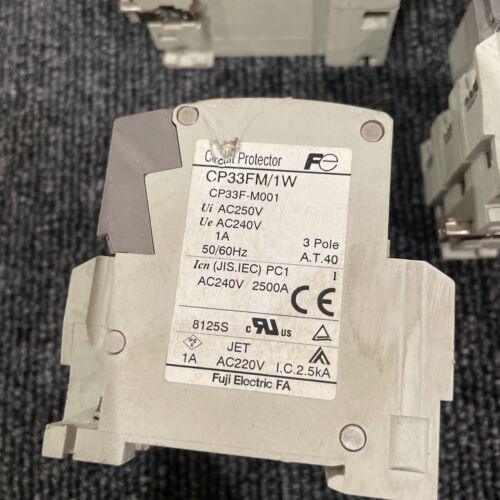 Circuit Protector
CP33FM/1W
CP33F-M001
Ui AC250V
Ue AC240V
1A 3 Pole
50/60Hz A.T.40
Icn (JIS.IEC) PC1 I
AC240V 2500A CE
8125S c RU US
JET
1A AC220V I.C.2.5kA
Fuji Electric FA